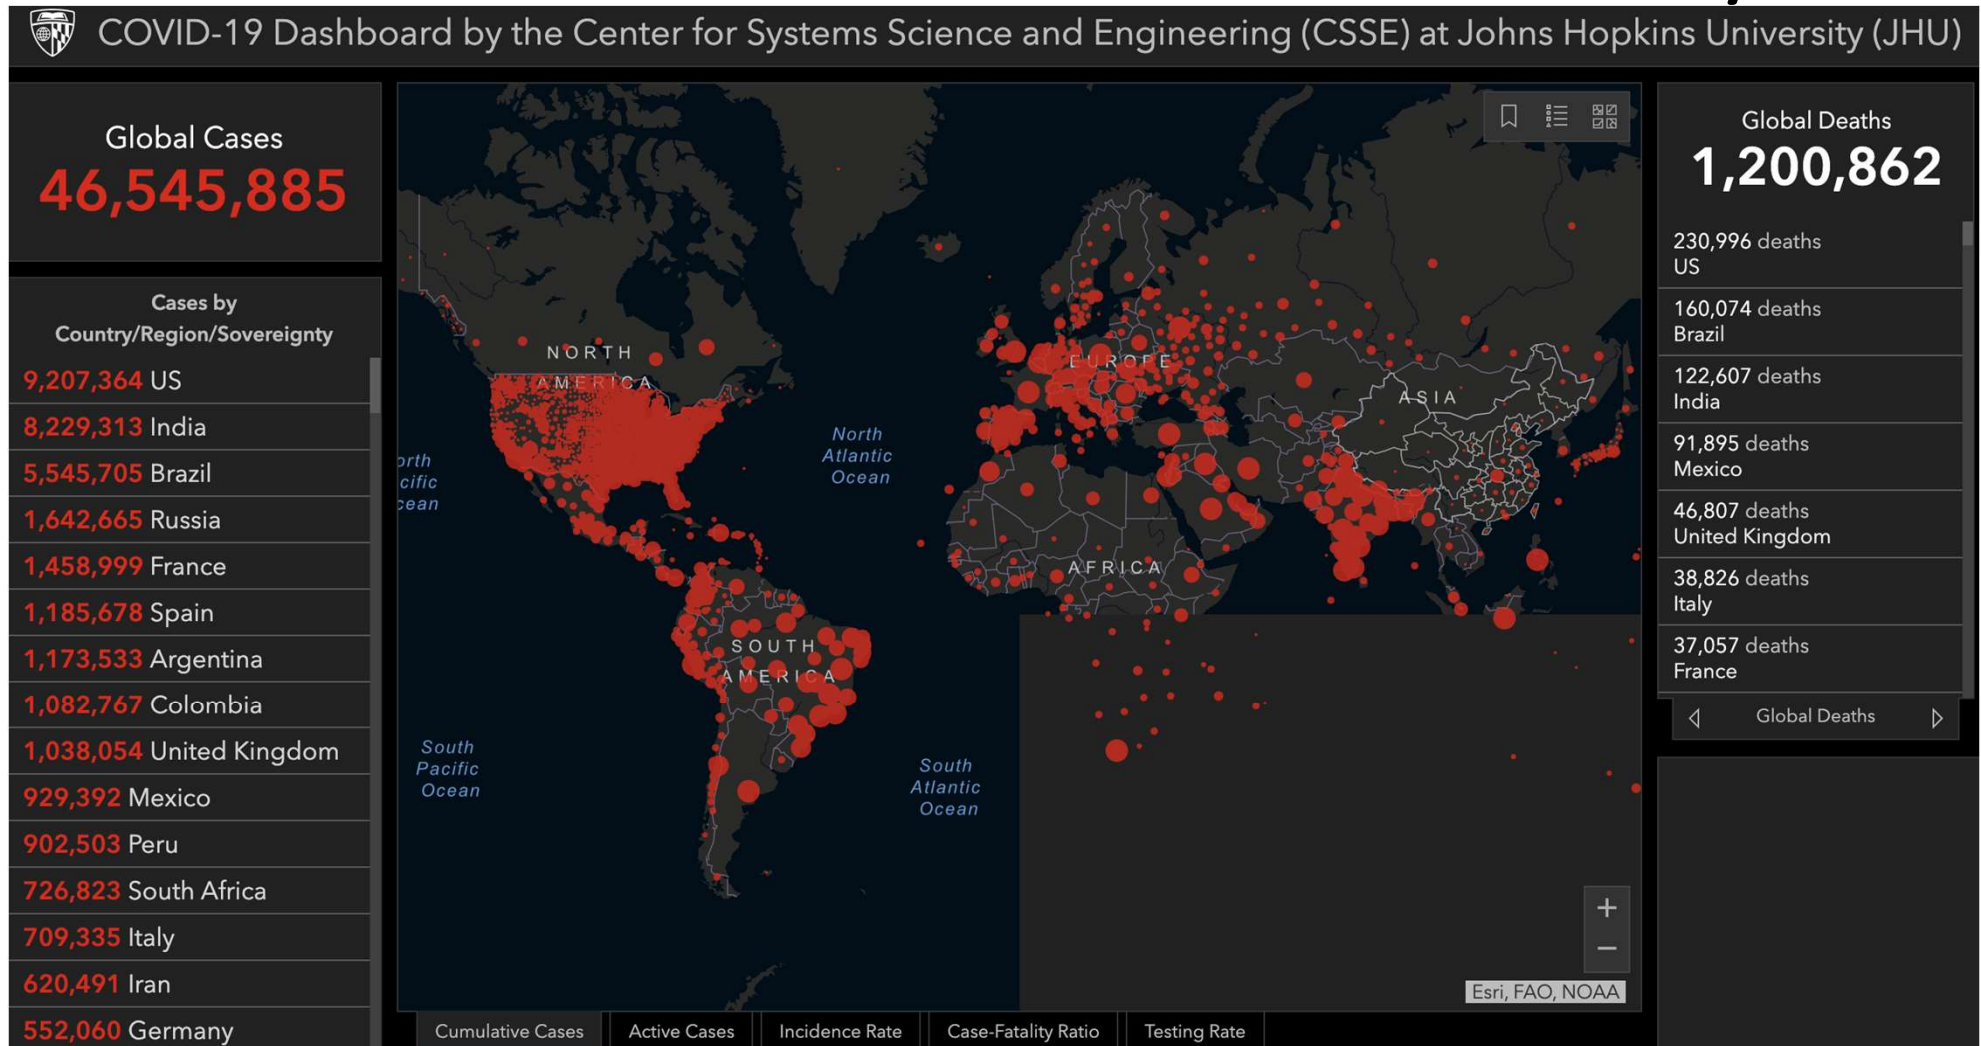 COVID-19 Dashboard by the Center for Systems Science and Engineering (CSSE) at Johns Hopkins University (JHU)
Global Cases
46,545,885
Cases by
Country/Region/Sovereignty
9,207,364 US
8,229,313 India
5,545,705 Brazil
1,642,665 Russia
1,458,999 France
1,185,678 Spain
1,173,533 Argentina
1,082,767 Colombia
1,038,054 United Kingdom
929,392 Mexico
902,503 Peru
726,823 South Africa
709,335 Italy
620,491 Iran
552,060 Germany
NORTH
AMERICA
EUROPE
ASIA
North
Atlantic
Ocean
orth
cific
cean
AFRICA
SOUTH
AMERICA
South
Pacific
Ocean
South
Atlantic
Ocean
Esri, FAO, NOAA
Cumulative Cases
Active Cases
Incidence Rate
Case-Fatality Ratio
Testing Rate
Global Deaths
1,200,862
230,996 deaths
US
160,074 deaths
Brazil
122,607 deaths
India
91,895 deaths
Mexico
46,807 deaths
United Kingdom
38,826 deaths
Italy
37,057 deaths
France
Global Deaths